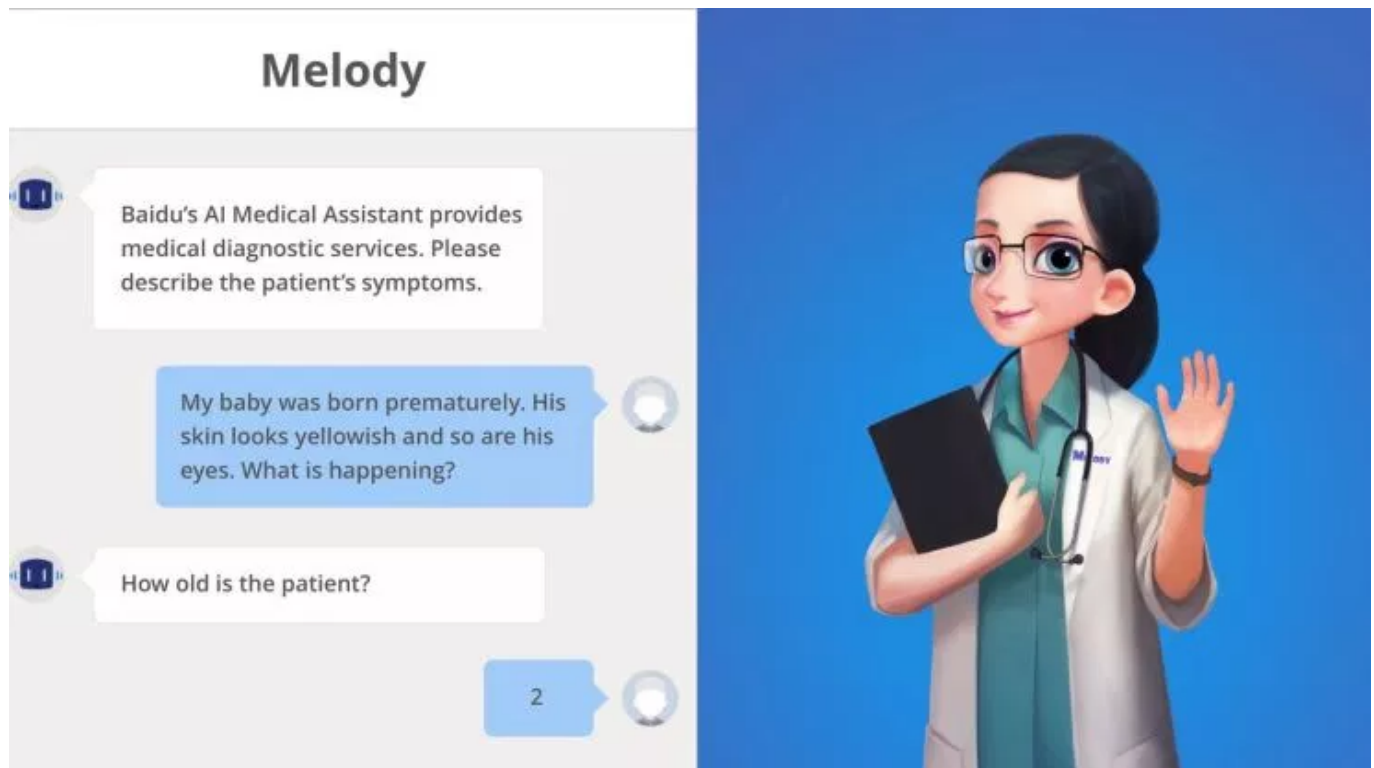 Melody
Baidu's AI Medical Assistant provides
medical diagnostic services. Please
describe the patient's symptoms.
My baby was born prematurely. His
skin looks yellowish and so are his
eyes. What is happening?
How old is the patient?
2